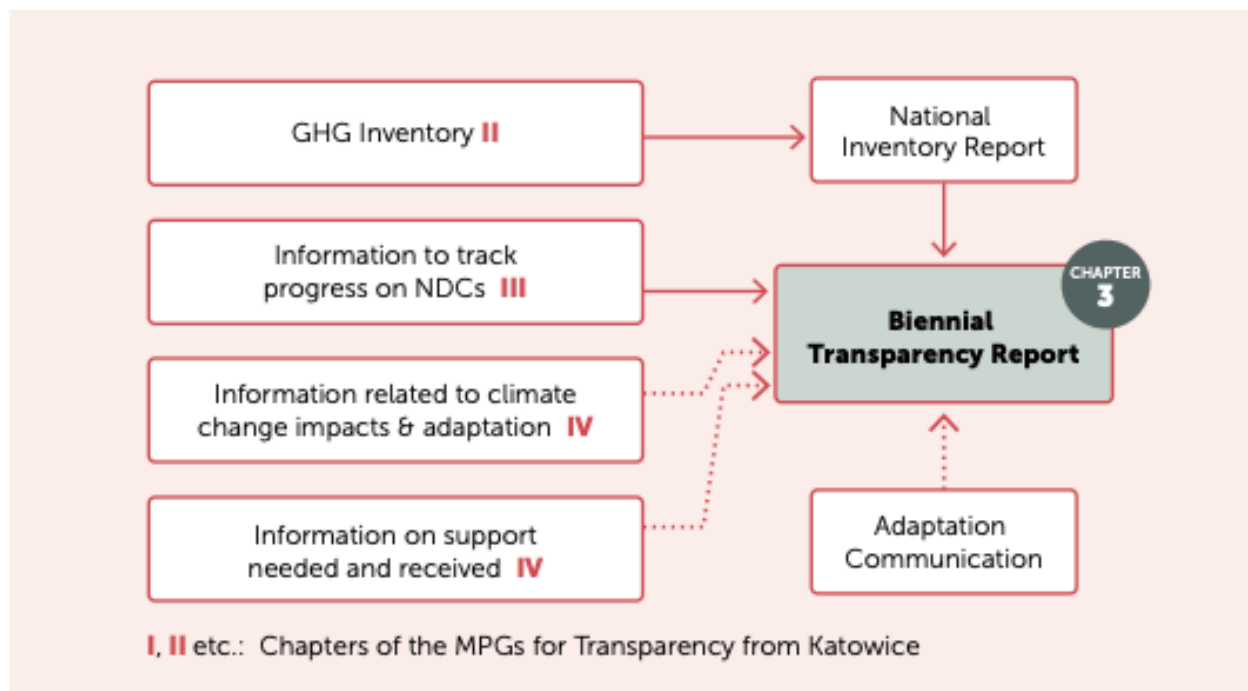 GHG Inventory II
National
Inventory Report
Information to track
progress on NDCs III
CHAPTER
3
Biennial
Transparency Report
Information related to climate
change impacts & adaptation IV
Information on support
needed and received IV
Adaptation
Communication
I, II etc.: Chapters of the MPGs for Transparency from Katowice